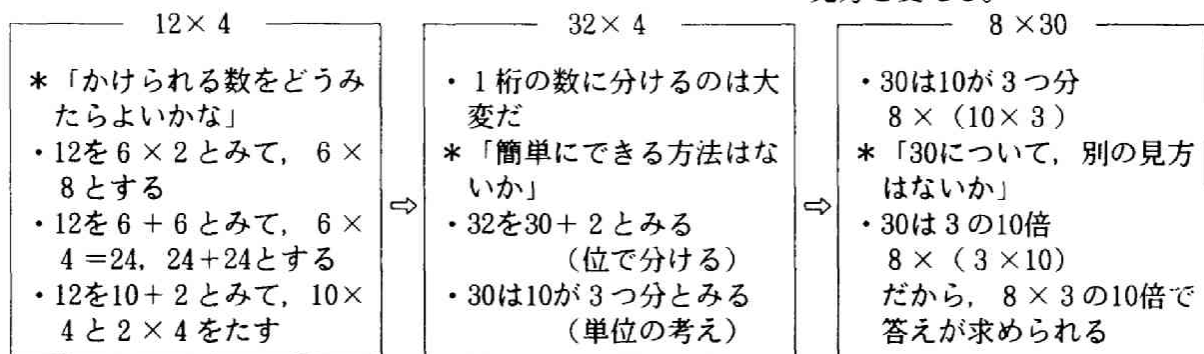 12× 4
＊「かけられる数をどうみ
たらよいかな」
・12を 6 × 2 とみて， 6 ×
8 とする
・12を 6 ＋ 6 とみて， 6 ×
4 ＝24，24＋24とする
・12を10＋ 2 とみて，10×
4 と 2 × 4 をたす
⇨
32× 4
・ 1 桁の数に分けるのは大
変だ
＊「簡単にできる方法はな
いか」
・32を30＋ 2 とみる
（位で分ける）
・30は10が 3 つ分とみる
（単位の考え）
⇨
8 ×30
・30は10が 3 つ分
8 ×（10× 3 ）
＊「30について，別の見方
はないか」
・30は 3 の10倍
8 ×（ 3 ×10）
だから， 8 × 3 の10倍で
答えが求められる